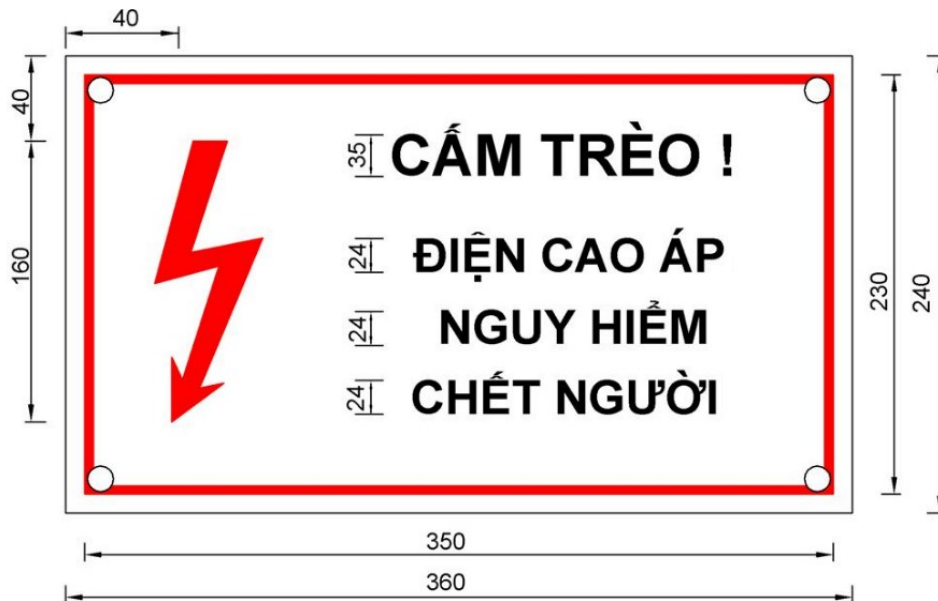 40
40
35 CẤM TRÈO !
160
24 ĐIỆN CAO ÁP
230
240
24 NGUY HIỂM
24 CHẾT NGƯỜI
350
360